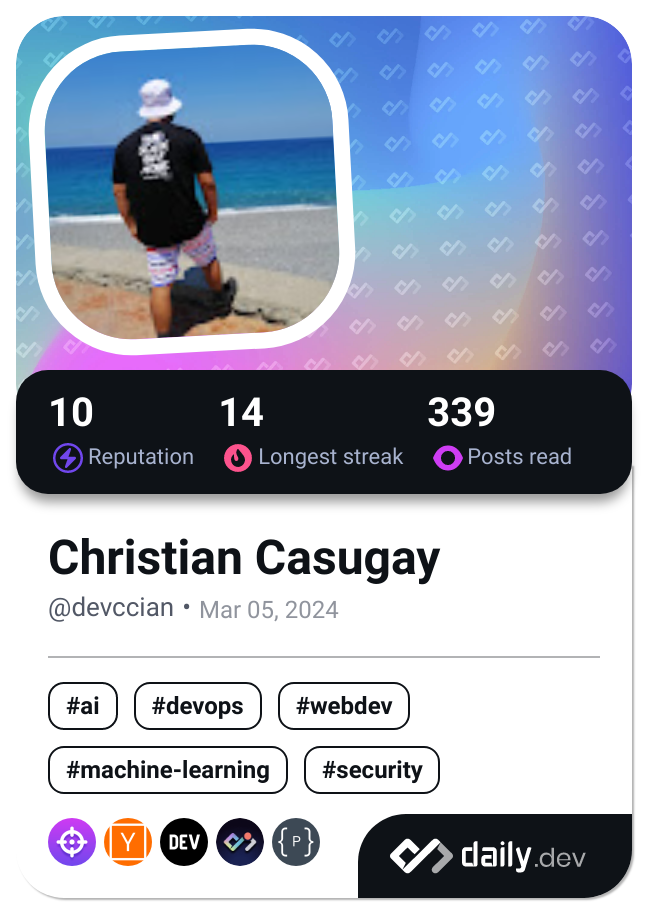 10 14 339
Reputation Longest streak Posts read
Christian Casugay
@devccian • Mar 05, 2024
#ai #devops #webdev
#machine-learning #security
Y DEV {P}
daily.dev